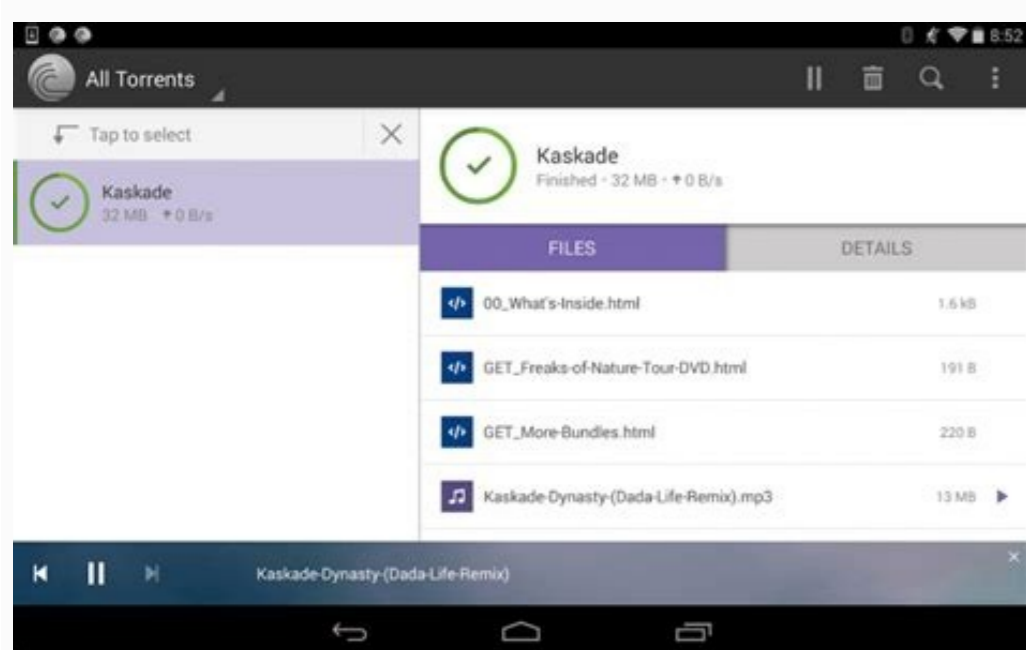 8:52
All Torrents
Tap to select
Kaskade
32 MB ↑ 0 B/s
Kaskade
Finished - 32 MB - ↑ 0 B/s
FILES
DETAILS
00_What's-Inside.html 1.6 kB
GET_Freaks-of-Nature-Tour-DVD.html 191 B
GET_More-Bundles.html 220 B
Kaskade-Dynasty-(Dada-Life-Remix).mp3 13 MB
Kaskade-Dynasty-(Dada-Life-Remix)